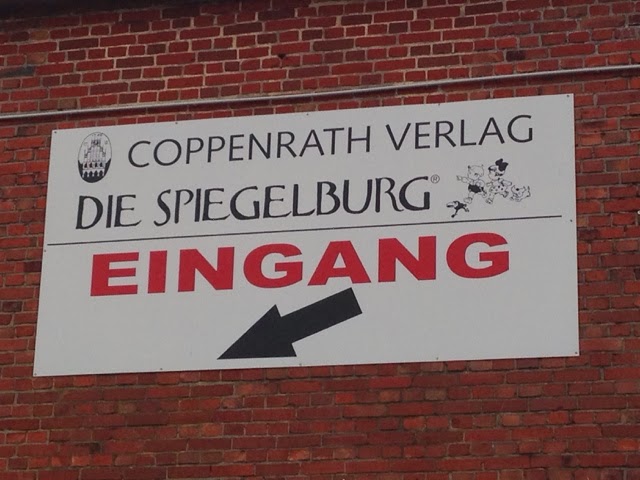 COPPENRATH VERLAG
DIE SPIEGELBURG®
EINGANG